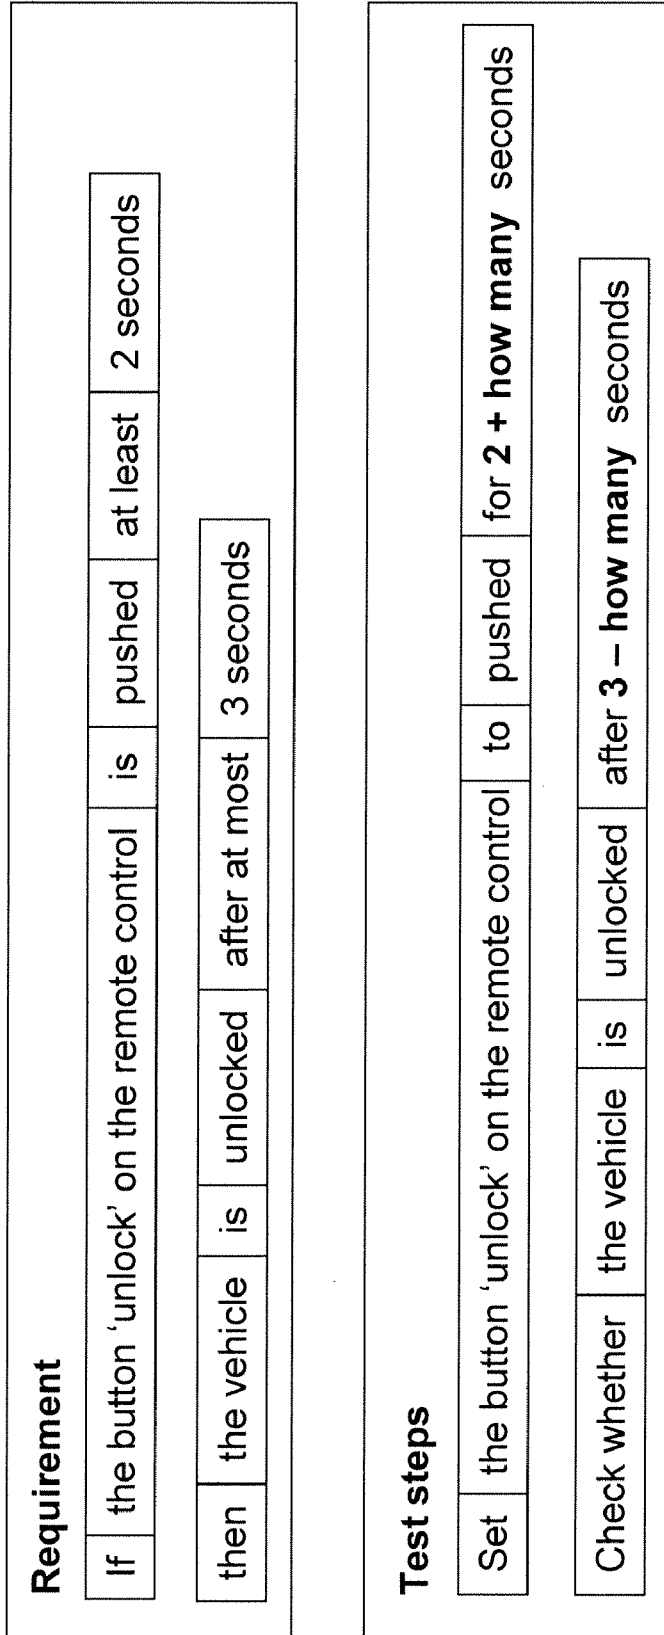 Requirement
If the button ‘unlock’ on the remote control is pushed at least 2 seconds
then the vehicle is unlocked after at most 3 seconds
Test steps
Set the button ‘unlock’ on the remote control to pushed for 2 + how many seconds
Check whether the vehicle is unlocked after 3 – how many seconds